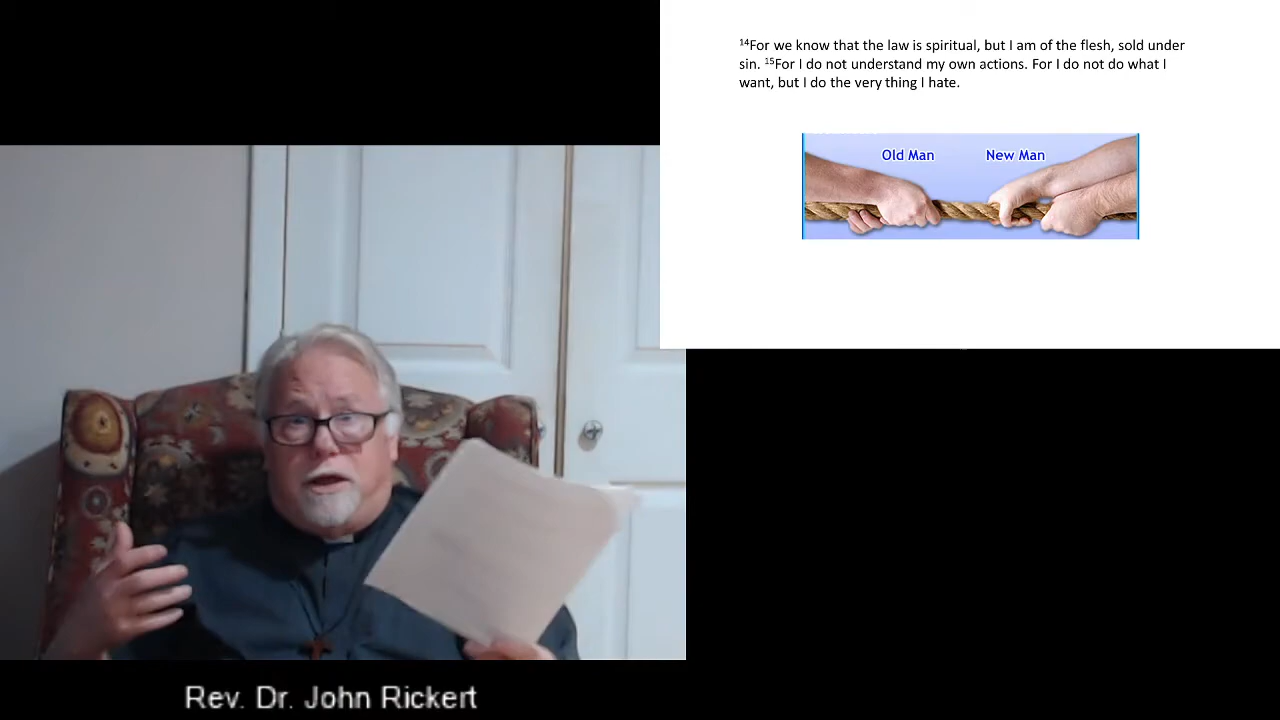 ¹⁴For we know that the law is spiritual, but I am of the flesh, sold under
sin. ¹⁵For I do not understand my own actions. For I do not do what I
want, but I do the very thing I hate.
Old Man New Man
Rev. Dr. John Rickert